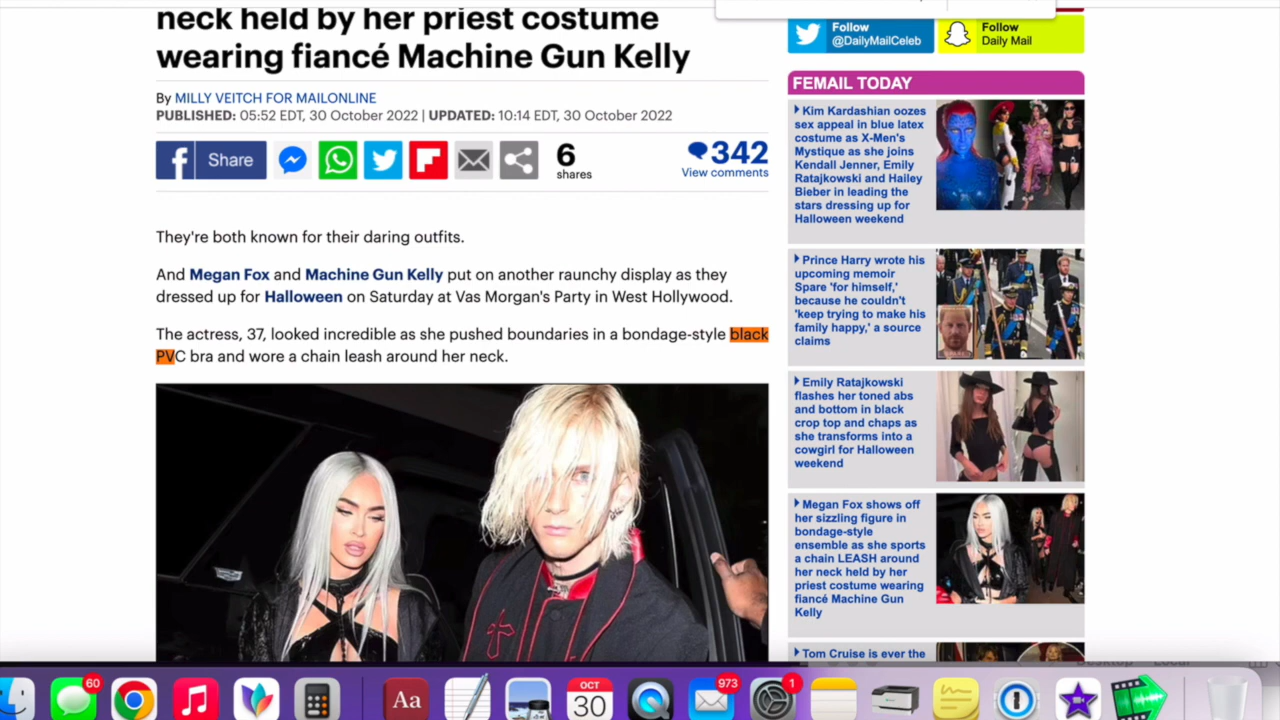 neck held by her priest costume
wearing fiancé Machine Gun Kelly
By MILLY VEITCH FOR MAILONLINE
PUBLISHED: 05:52 EDT, 30 October 2022 | UPDATED: 10:14 EDT, 30 October 2022
Share
6
shares
342
View comments
They're both known for their daring outfits.
And Megan Fox and Machine Gun Kelly put on another raunchy display as they
dressed up for Halloween on Saturday at Vas Morgan's Party in West Hollywood.
The actress, 37, looked incredible as she pushed boundaries in a bondage-style black
PVC bra and wore a chain leash around her neck.
Follow
@DailyMailCeleb
Follow
Daily Mail
FEMAIL TODAY
Kim Kardashian oozes
sex appeal in blue latex
costume as X-Men's
Mystique as she joins
Kendall Jenner, Emily
Ratajkowski and Hailey
Bieber in leading the
stars dressing up for
Halloween weekend
Prince Harry wrote his
upcoming memoir
Spare 'for himself,'
because he couldn't
'keep trying to make his
family happy,' a source
claims
Emily Ratajkowski
flashes her toned abs
and bottom in black
crop top and chaps as
she transforms into a
cowgirl for Halloween
weekend
Megan Fox shows off
her sizzling figure in
bondage-style
ensemble as she sports
a chain LEASH around
her neck held by her
priest costume wearing
fiancé Machine Gun
Kelly
Tom Cruise is ever the
60
Aa
OCT
30
973
1